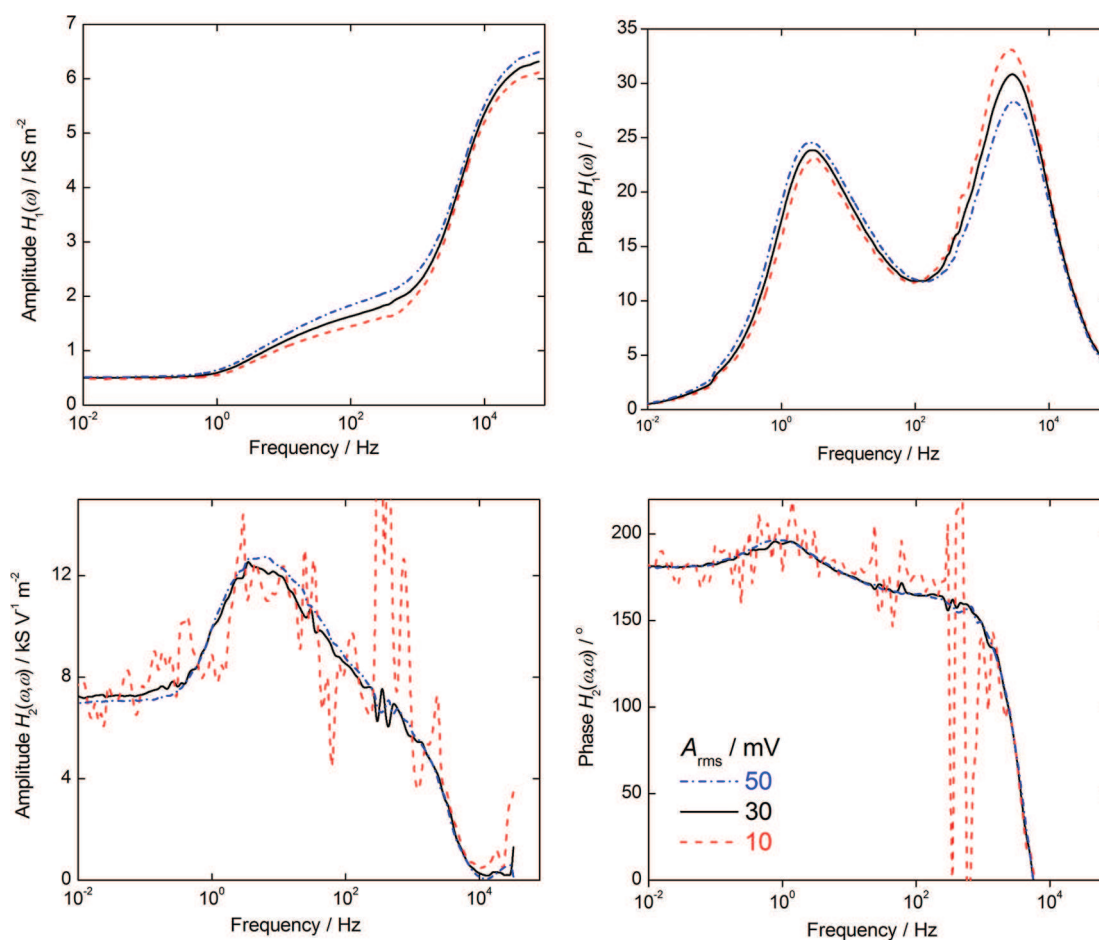 7
6
5
4
3
2
1
0
Amplitude H₁(ω) / kS m⁻²
10⁻² 10⁰ 10² 10⁴
Frequency / Hz
35
30
25
20
15
10
5
0
Phase H₁(ω) / °
10⁻² 10⁰ 10² 10⁴
Frequency / Hz
12
8
4
0
Amplitude H₂(ω,ω) / kS V⁻¹ m⁻²
10⁻² 10⁰ 10² 10⁴
Frequency / Hz
200
150
100
50
0
Phase H₂(ω,ω) / °
A_rms / mV
50
30
10
10⁻² 10⁰ 10² 10⁴
Frequency / Hz